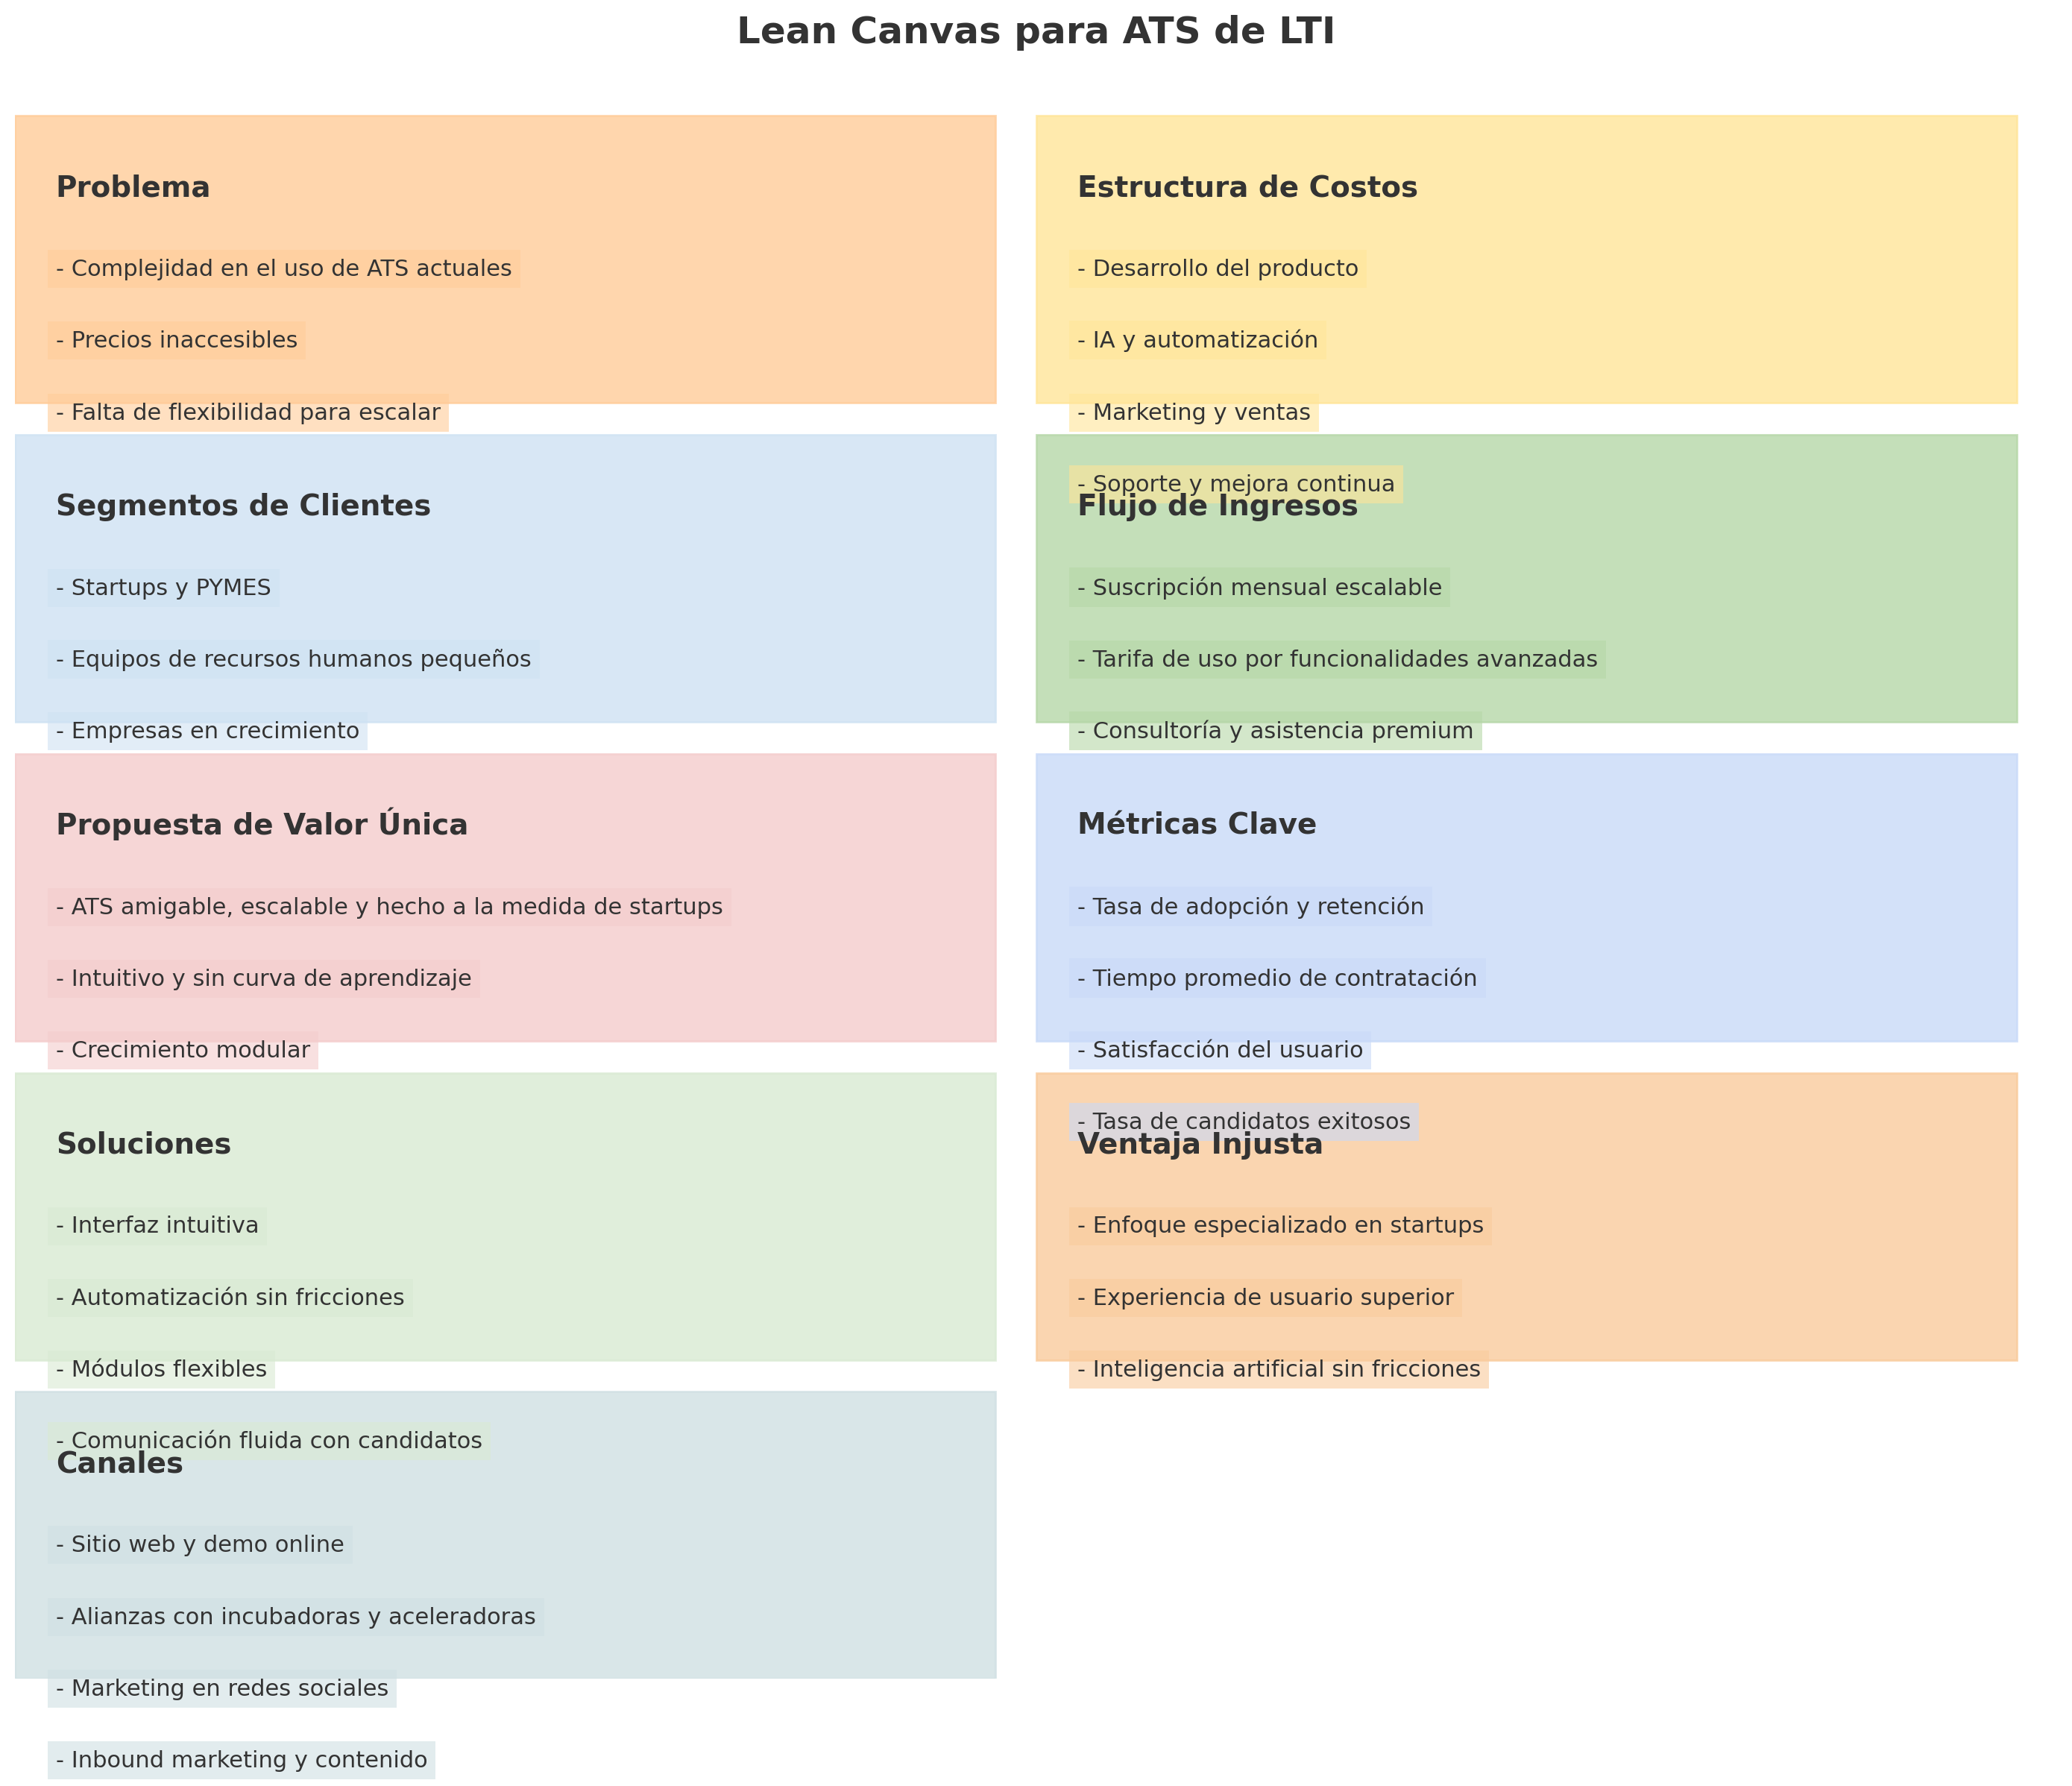 Lean Canvas para ATS de LTI
Problema
- Complejidad en el uso de ATS actuales
- Precios inaccesibles
- Falta de flexibilidad para escalar
Segmentos de Clientes
- Startups y PYMES
- Equipos de recursos humanos pequeños
- Empresas en crecimiento
Propuesta de Valor Única
- ATS amigable, escalable y hecho a la medida de startups
- Intuitivo y sin curva de aprendizaje
- Crecimiento modular
Soluciones
- Interfaz intuitiva
- Automatización sin fricciones
- Módulos flexibles
- Comunicación fluida con candidatos
Canales
- Sitio web y demo online
- Alianzas con incubadoras y aceleradoras
- Marketing en redes sociales
- Inbound marketing y contenido
Estructura de Costos
- Desarrollo del producto
- IA y automatización
- Marketing y ventas
- Soporte y mejora continua
Flujo de Ingresos
- Suscripción mensual escalable
- Tarifa de uso por funcionalidades avanzadas
- Consultoría y asistencia premium
Métricas Clave
- Tasa de adopción y retención
- Tiempo promedio de contratación
- Satisfacción del usuario
- Tasa de candidatos exitosos
Ventaja Injusta
- Enfoque especializado en startups
- Experiencia de usuario superior
- Inteligencia artificial sin fricciones